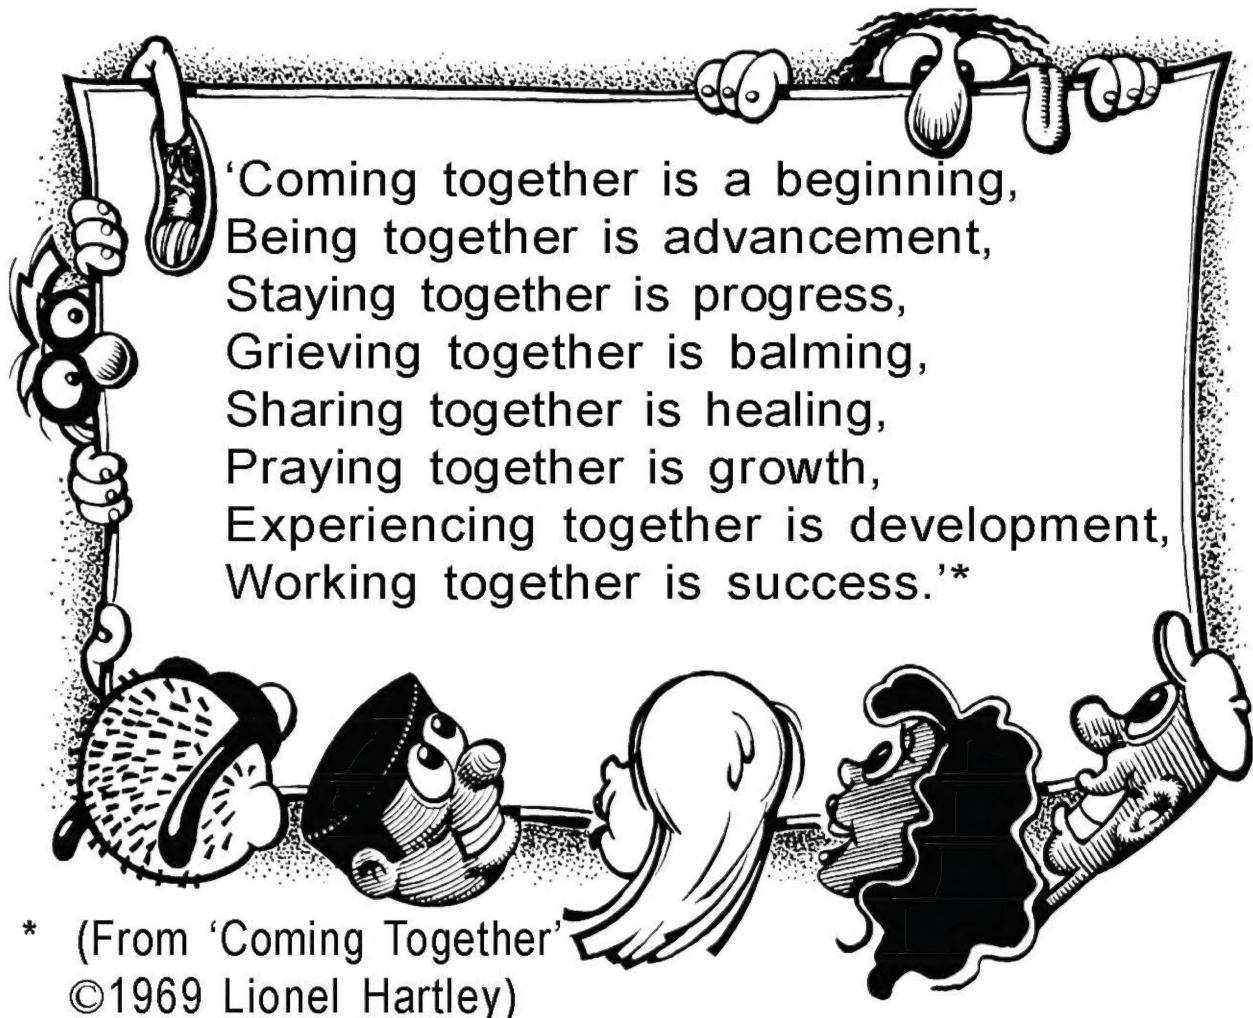 ‘Coming together is a beginning,
Being together is advancement,
Staying together is progress,
Grieving together is balming,
Sharing together is healing,
Praying together is growth,
Experiencing together is development,
Working together is success.’*
* (From ‘Coming Together’
©1969 Lionel Hartley)